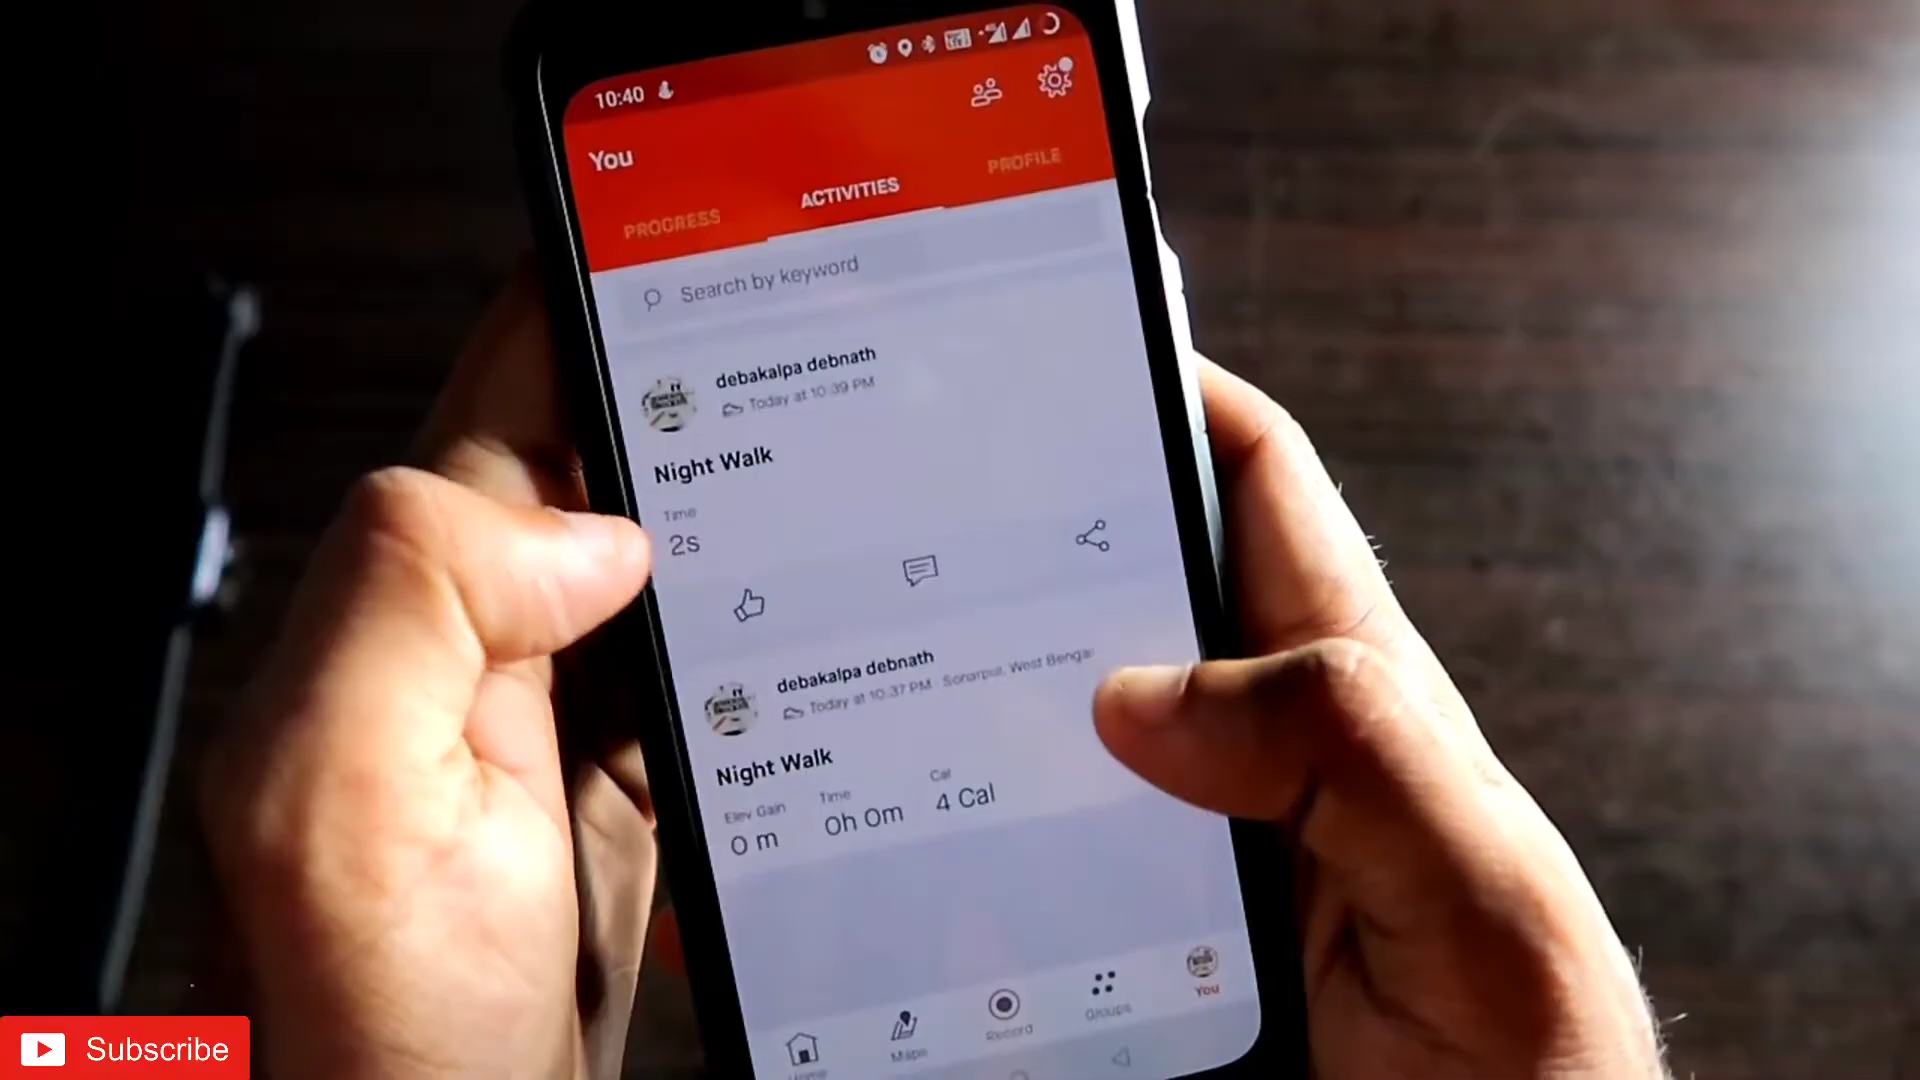 10:40
You
PROGRESS ACTIVITIES PROFILE
Search by keyword
debakalpa debnath
Today at 10:39 PM
Night Walk
Time
2s
debakalpa debnath
Today at 10:37 PM · Sonarpur, West Bengal
Night Walk
Elev Gain Time Cal
0 m 0h 0m 4 Cal
Home Maps Record Groups You
Subscribe